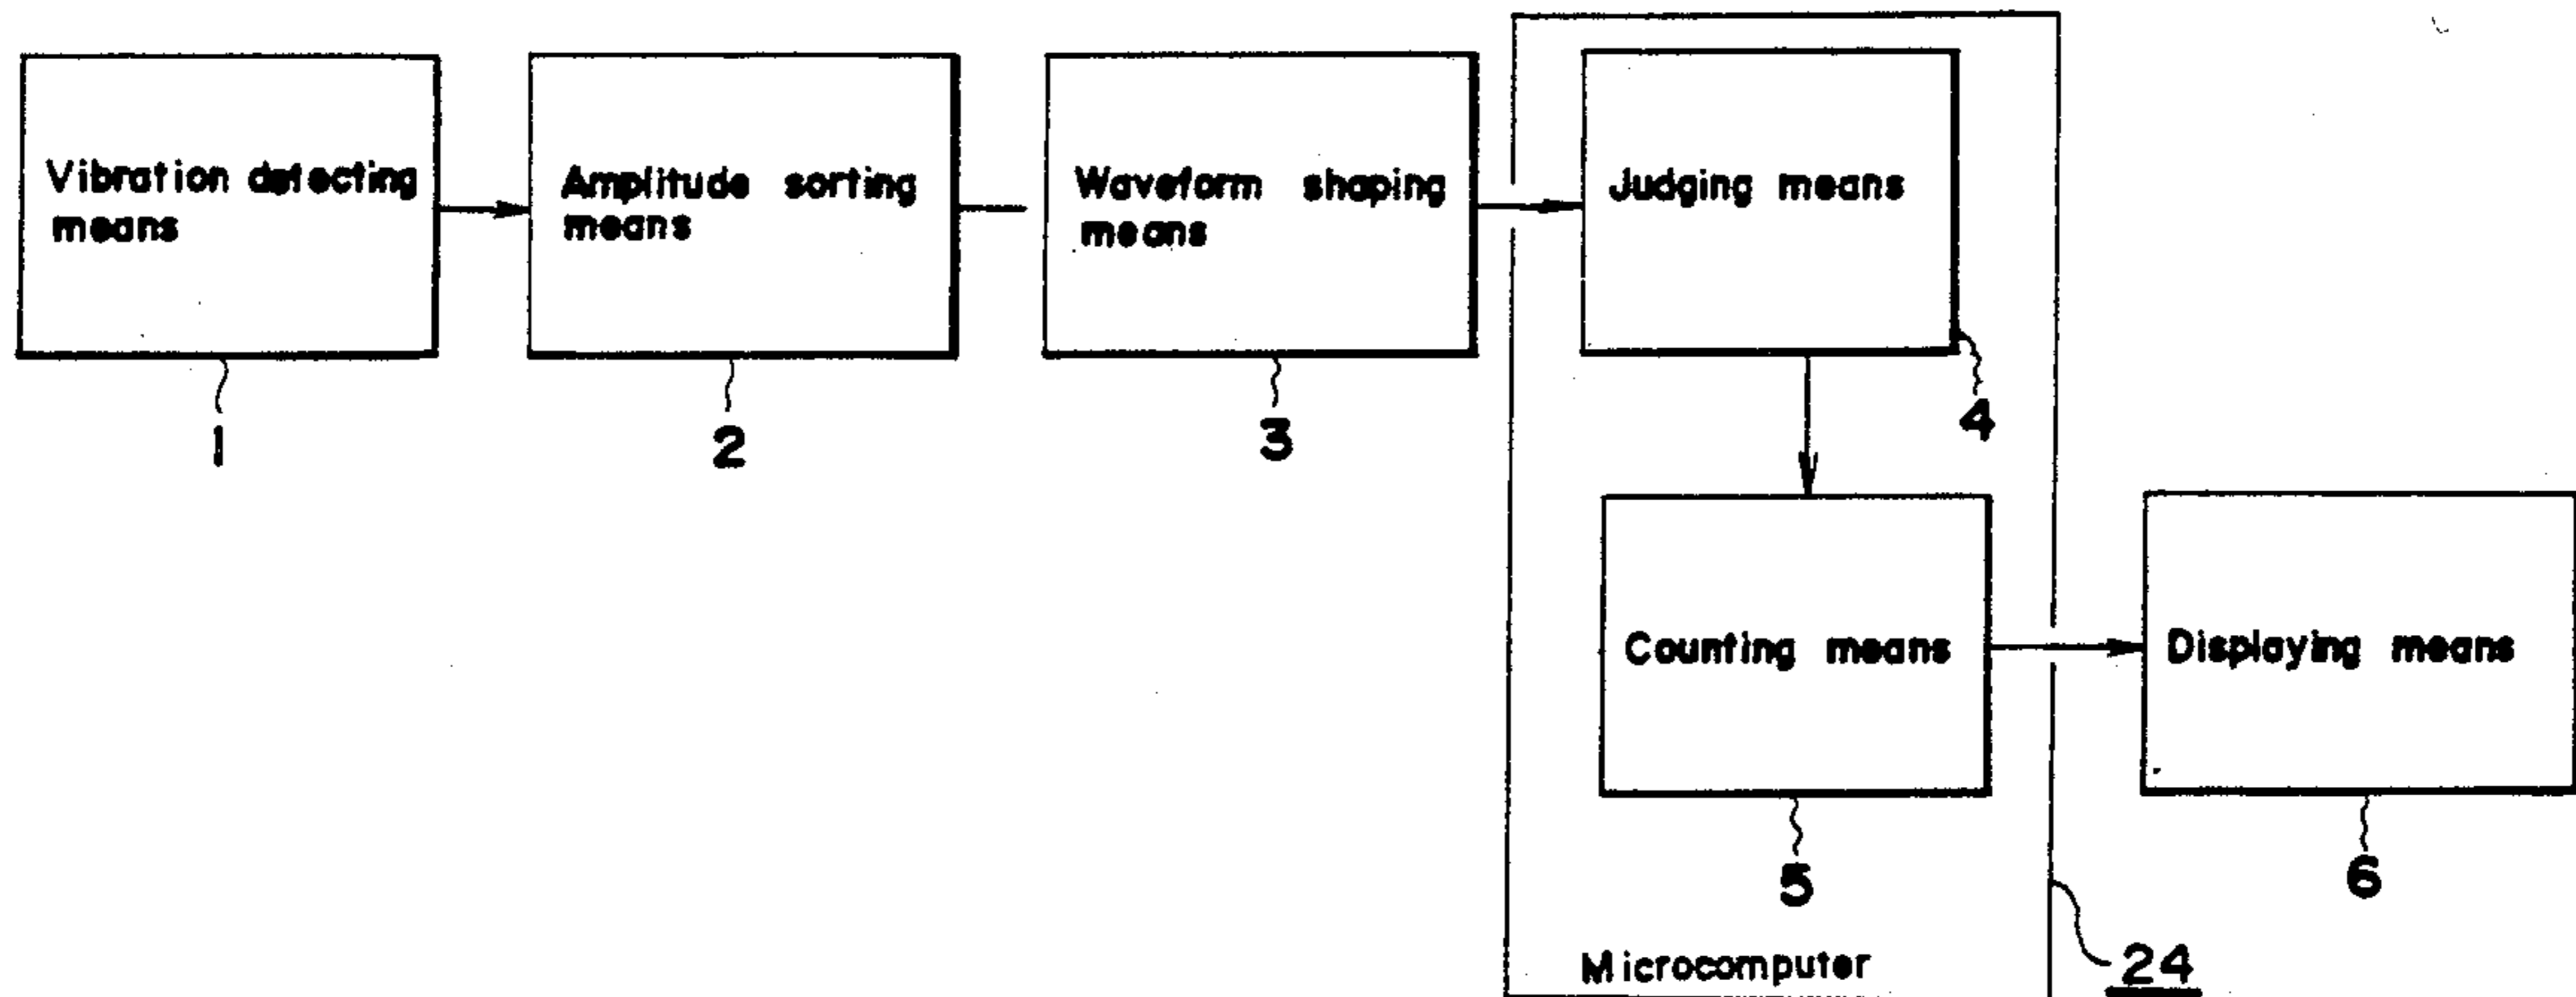 Vibration detecting
means
Amplitude sorting
means
Waveform shaping
means
Judging means
1
2
3
4
Counting means
Displaying means
5
6
Microcomputer
24